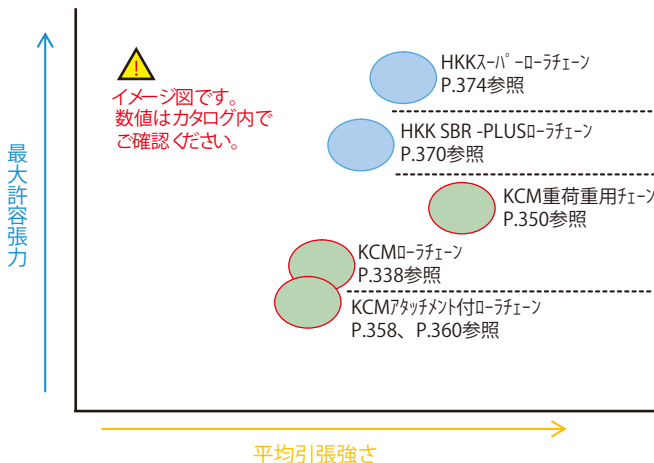 HKKスーパーローラチェーン
P.374参照
!
イメージ図です。
数値はカタログ内で
ご確認ください。
HKK SBR -PLUSローラチェーン
P.370参照
最大許容張力
KCM重荷重用チェーン
P.350参照
KCMローラチェーン
P.338参照
KCMアタッチメント付ローラチェーン
P.358、P.360参照
平均引張強さ